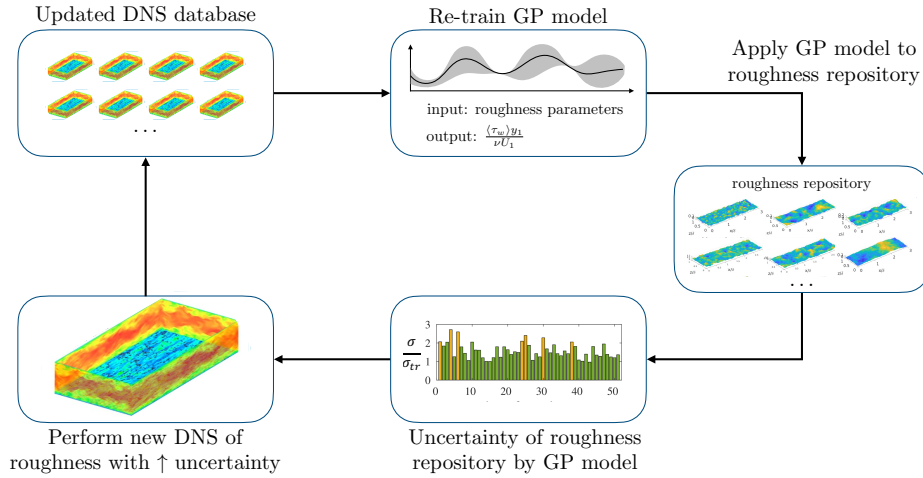 Updated DNS database
. . .
Re-train GP model
input: roughness parameters
output: ⟨τw⟩y1 / νU1
Apply GP model to
roughness repository
roughness repository
. . .
σ / σtr
3
2
1
0
0 10 20 30 40 50
Uncertainty of roughness
repository by GP model
Perform new DNS of
roughness with ↑ uncertainty